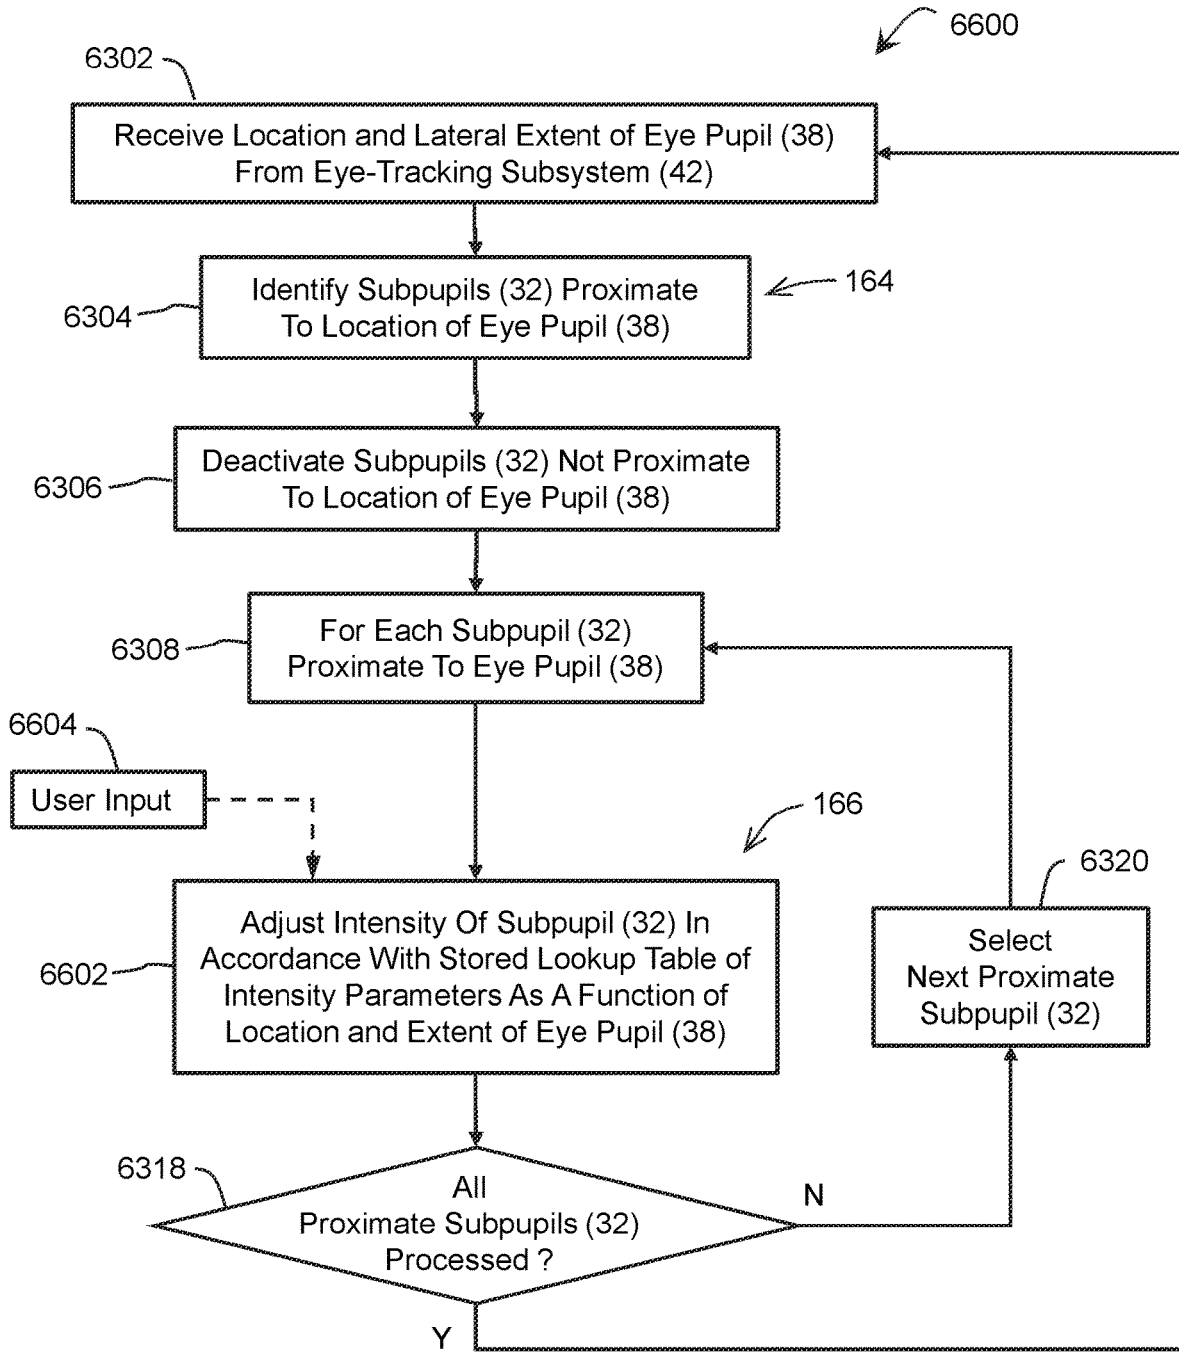 6600
6302
Receive Location and Lateral Extent of Eye Pupil (38)
From Eye-Tracking Subsystem (42)
164
6304
Identify Subpupils (32) Proximate
To Location of Eye Pupil (38)
6306
Deactivate Subpupils (32) Not Proximate
To Location of Eye Pupil (38)
6308
For Each Subpupil (32)
Proximate To Eye Pupil (38)
6604
User Input
166
6602
Adjust Intensity Of Subpupil (32) In
Accordance With Stored Lookup Table of
Intensity Parameters As A Function of
Location and Extent of Eye Pupil (38)
6320
Select
Next Proximate
Subpupil (32)
6318
All
Proximate Subpupils (32)
Processed ?
N
Y